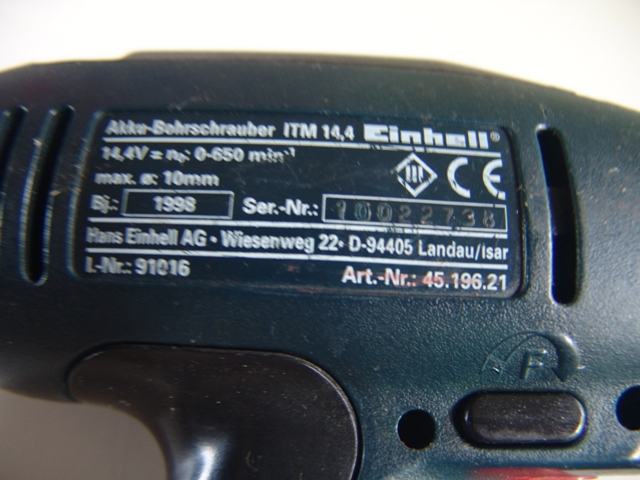 Akku-Bohrschrauber ITM 14,4 Einhell®
14,4V = n₀: 0-650 min⁻¹
max. ø: 10mm
Bj.: 1998 Ser.-Nr.: 10022738
Hans Einhell AG · Wiesenweg 22 · D-94405 Landau/Isar
I.-Nr.: 91016 Art.-Nr.: 45.196.21
F